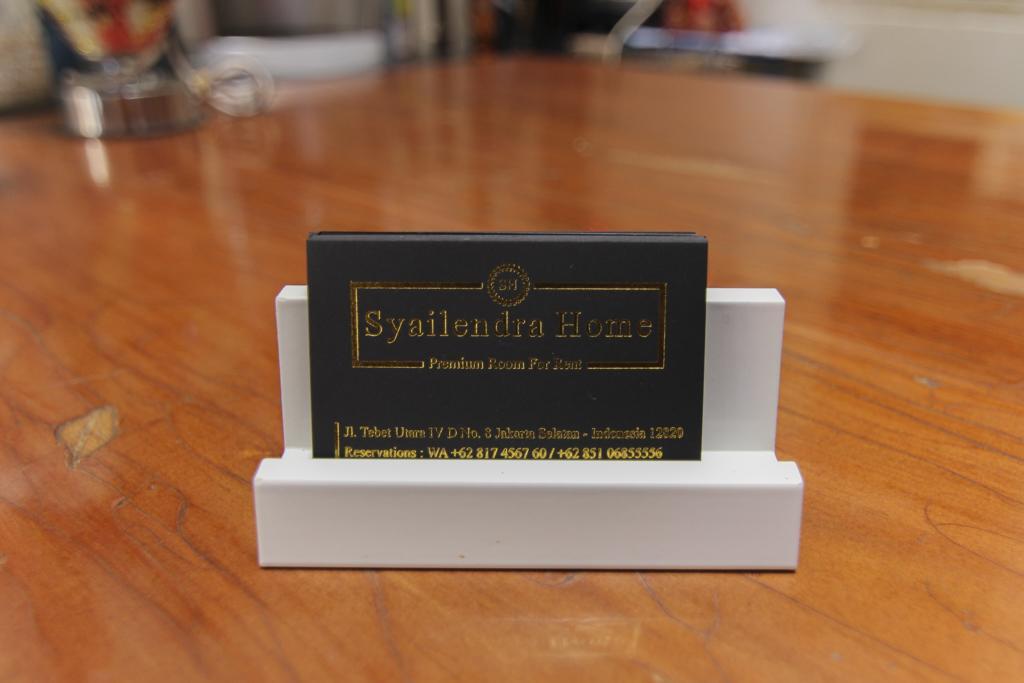 SH
Syailendra Home
Premium Room For Rent
Jl. Tebet Utara IV D No. 8 Jakarta Selatan - Indonesia 12820
Reservations : WA +62 817 4567 60 / +62 851 06855556